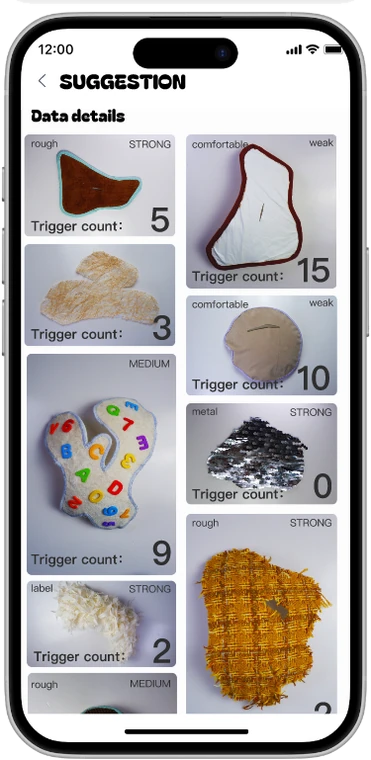 12:00
SUGGESTION
Data details
rough STRONG
Trigger count: 5
comfortable weak
Trigger count: 15
Trigger count: 3
comfortable weak
Trigger count: 10
MEDIUM
Trigger count: 9
metal STRONG
Trigger count: 0
rough STRONG
label STRONG
Trigger count: 2
rough MEDIUM